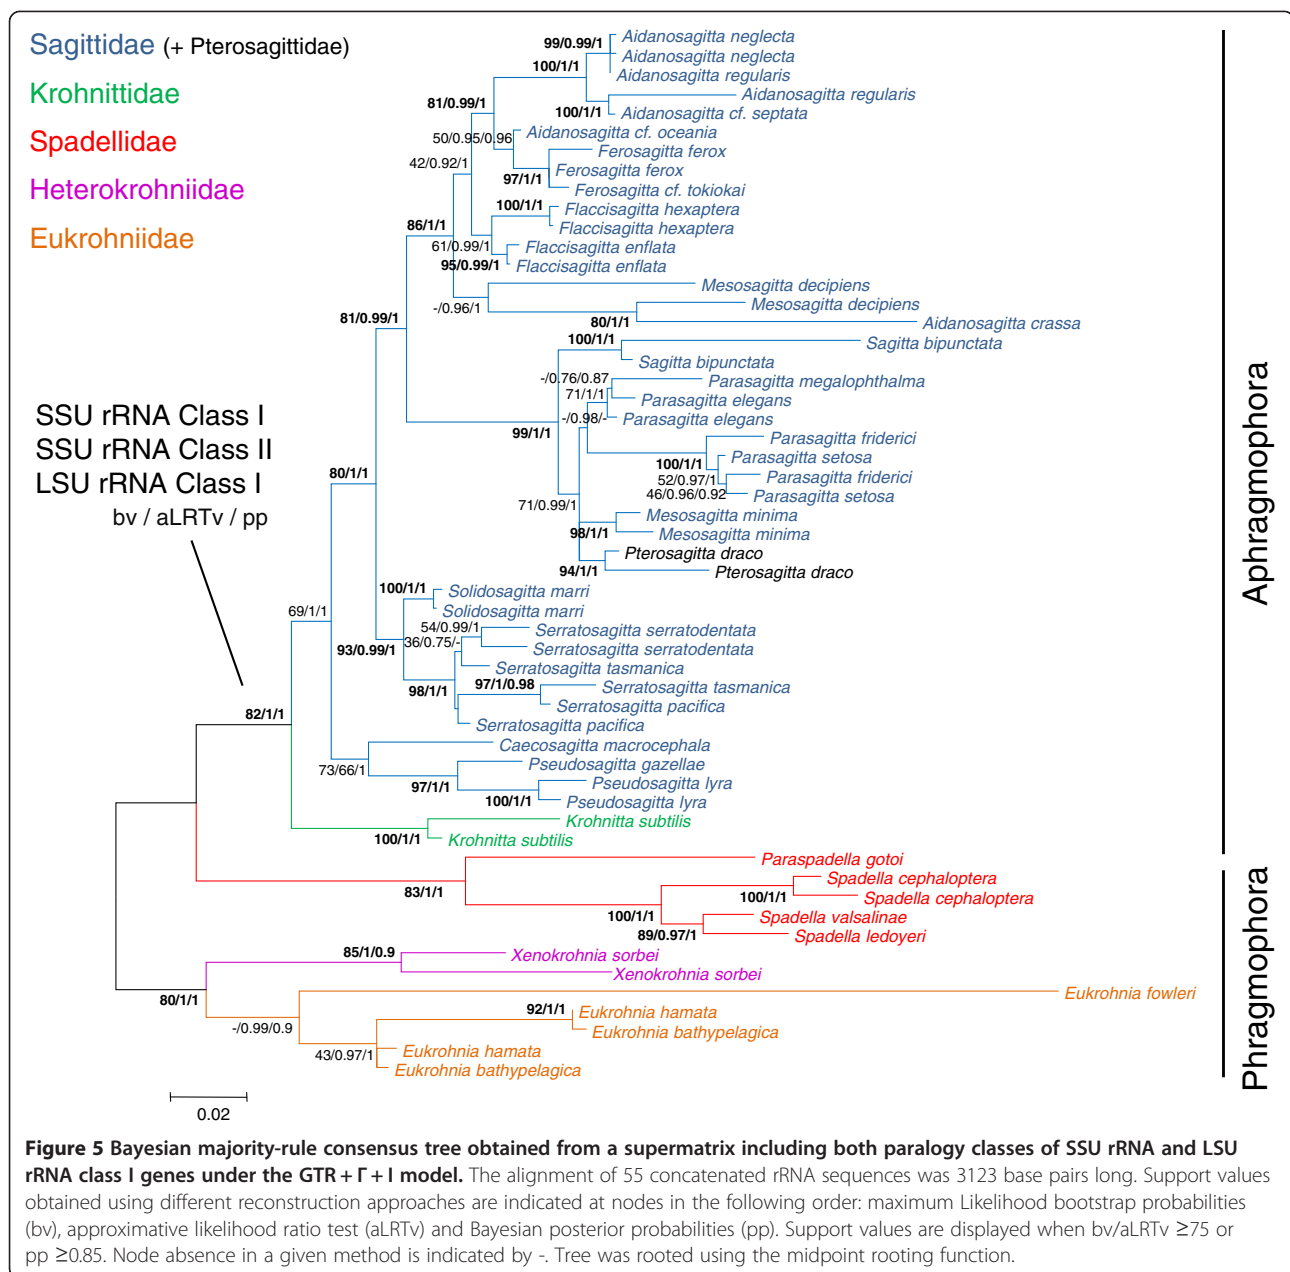 Sagittidae (+ Pterosagittidae)
Krohnittidae
Spadellidae
Heterokrohniidae
Eukrohniidae
SSU rRNA Class I
SSU rRNA Class II
LSU rRNA Class I
bv / aLRTv / pp
99/0.99/1
Aidanosagitta neglecta
Aidanosagitta neglecta
100/1/1
Aidanosagitta regularis
Aidanosagitta regularis
81/0.99/1
100/1/1
Aidanosagitta cf. septata
50/0.95/0.96
Aidanosagitta cf. oceania
Ferosagitta ferox
42/0.92/1
Ferosagitta ferox
97/1/1
Ferosagitta cf. tokiokai
100/1/1
Flaccisagitta hexaptera
86/1/1
Flaccisagitta hexaptera
61/0.99/1
Flaccisagitta enflata
95/0.99/1
Flaccisagitta enflata
Mesosagitta decipiens
-/0.96/1
Mesosagitta decipiens
81/0.99/1
80/1/1
Aidanosagitta crassa
100/1/1
Sagitta bipunctata
Sagitta bipunctata
-/0.76/0.87
Parasagitta megalophthalma
71/1/1
Parasagitta elegans
-/0.98/-
Parasagitta elegans
99/1/1
Parasagitta friderici
100/1/1
Parasagitta setosa
80/1/1
52/0.97/1
Parasagitta friderici
46/0.96/0.92
Parasagitta setosa
71/0.99/1
Mesosagitta minima
98/1/1
Mesosagitta minima
Pterosagitta draco
94/1/1
Pterosagitta draco
100/1/1
Solidosagitta marri
69/1/1
Solidosagitta marri
54/0.99/1
Serratosagitta serratodentata
36/0.75/-
93/0.99/1
Serratosagitta serratodentata
Serratosagitta tasmanica
98/1/1
97/1/0.98
Serratosagitta tasmanica
Serratosagitta pacifica
82/1/1
Serratosagitta pacifica
Caecosagitta macrocephala
73/66/1
Pseudosagitta gazellae
97/1/1
Pseudosagitta lyra
100/1/1
Pseudosagitta lyra
Krohnitta subtilis
100/1/1
Krohnitta subtilis
Paraspadella gotoi
83/1/1
Spadella cephaloptera
100/1/1
Spadella cephaloptera
100/1/1
Spadella valsalinae
89/0.97/1
Spadella ledoyeri
85/1/0.9
Xenokrohnia sorbei
Xenokrohnia sorbei
80/1/1
Eukrohnia fowleri
92/1/1
Eukrohnia hamata
-/0.99/0.9
Eukrohnia bathypelagica
43/0.97/1
Eukrohnia hamata
Eukrohnia bathypelagica
Aphragmophora
Phragmophora
0.02
Figure 5 Bayesian majority-rule consensus tree obtained from a supermatrix including both paralogy classes of SSU rRNA and LSU
rRNA class I genes under the GTR + Γ + I model. The alignment of 55 concatenated rRNA sequences was 3123 base pairs long. Support values
obtained using different reconstruction approaches are indicated at nodes in the following order: maximum Likelihood bootstrap probabilities
(bv), approximative likelihood ratio test (aLRTv) and Bayesian posterior probabilities (pp). Support values are displayed when bv/aLRTv ≥75 or
pp ≥0.85. Node absence in a given method is indicated by -. Tree was rooted using the midpoint rooting function.